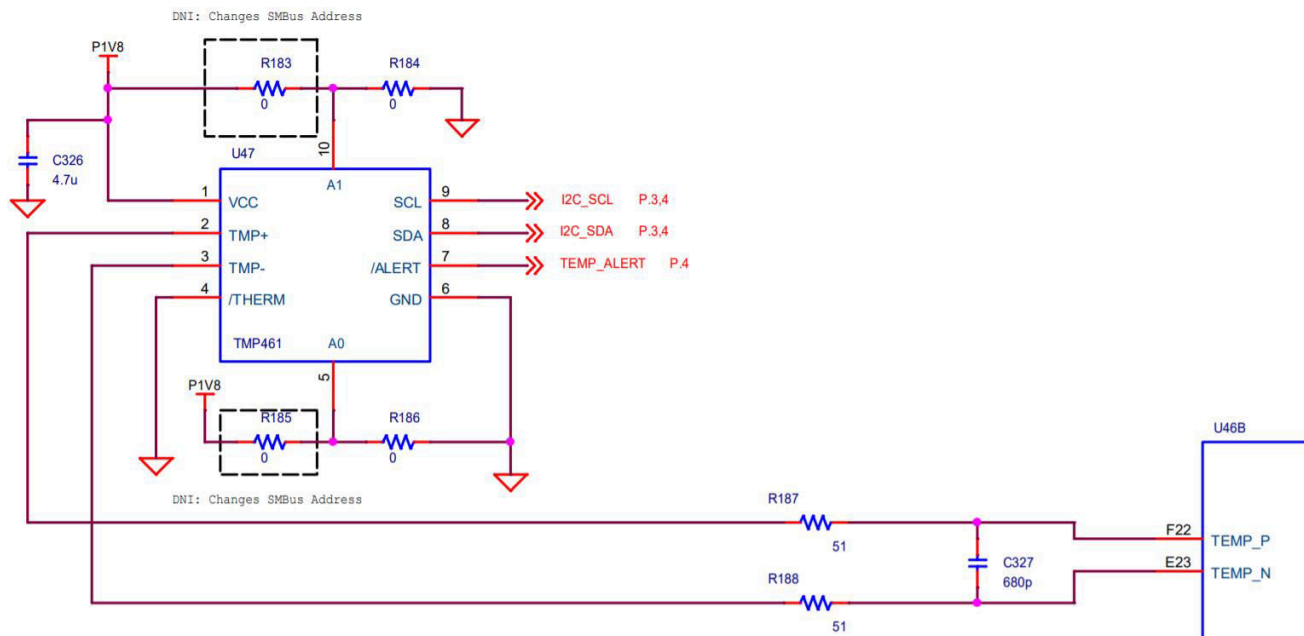 DNI: Changes SMBus Address
P1V8
R183
R184
0
0
C326
4.7u
U47
10
A1
1
VCC
SCL
9
I2C_SCL P.3,4
2
TMP+
SDA
8
I2C_SDA P.3,4
3
TMP-
/ALERT
7
TEMP_ALERT P.4
4
/THERM
GND
6
TMP461
A0
5
P1V8
R185
R186
0
0
DNI: Changes SMBus Address
U46B
R187
51
F22
TEMP_P
C327
680p
E23
TEMP_N
R188
51